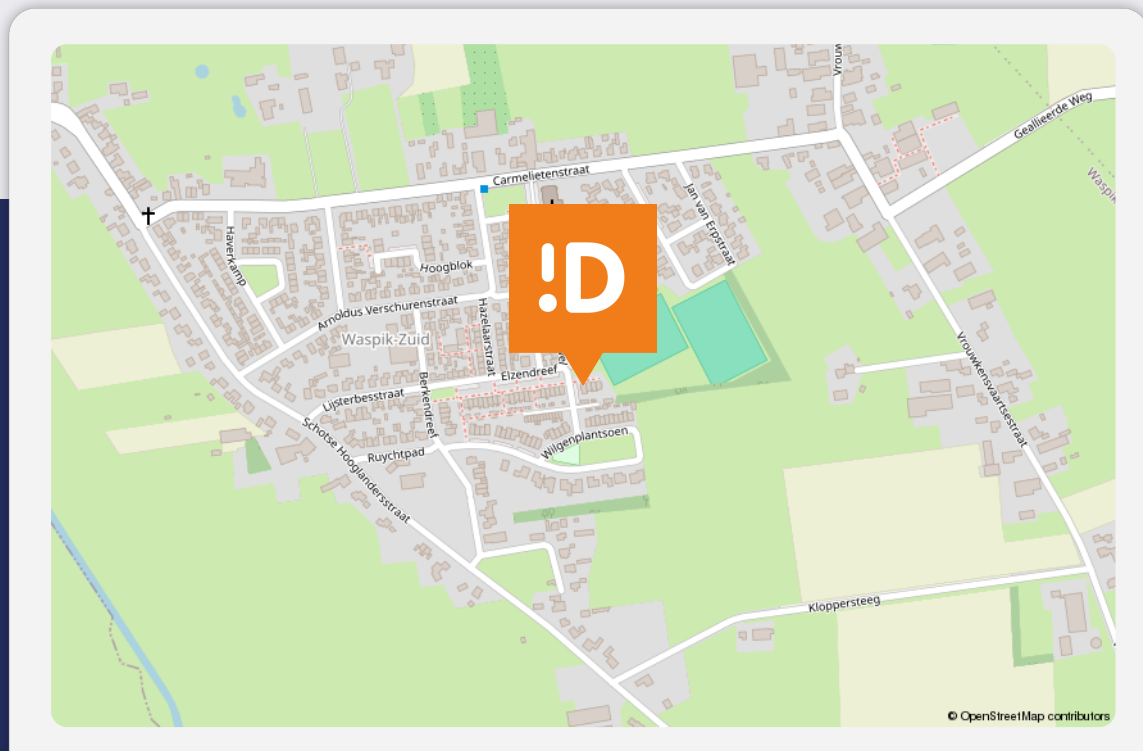 Vrouw
Geallieerde Weg
Carmelietenstraat
Waspik
Jan van Erpstraat
Haverkamp
!D
Hoogblok
Arnoldus Verschurenstraat
Hazelaarstraat
Waspik-Zuid
Vrouwkensvaartsestraat
Elzendreef
Lijsterbesstraat
Berkendreef
Schotse Hooglandersstraat
Wilgenplantsoen
Ruychtpad
Kloppersteeg
© OpenStreetMap contributors